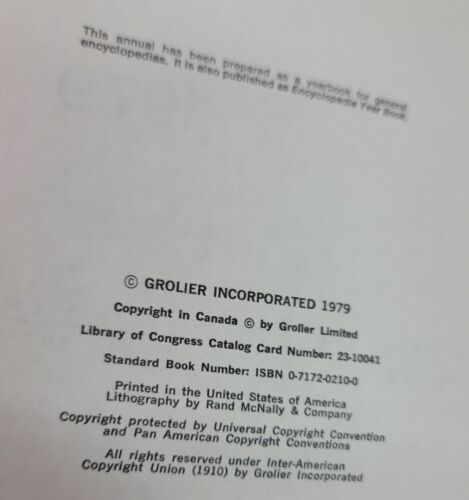 This annual has been prepared as a yearbook for general
encyclopedias. It is also published as Encyclopedia Year Book.
© GROLIER INCORPORATED 1979
Copyright in Canada © by Grolier Limited
Library of Congress Catalog Card Number: 23-10041
Standard Book Number: ISBN 0-7172-0210-0
Printed in the United States of America
Lithography by Rand McNally & Company
Copyright protected by Universal Copyright Convention
and Pan American Copyright Conventions
All rights reserved under Inter-American
Copyright Union (1910) by Grolier Incorporated